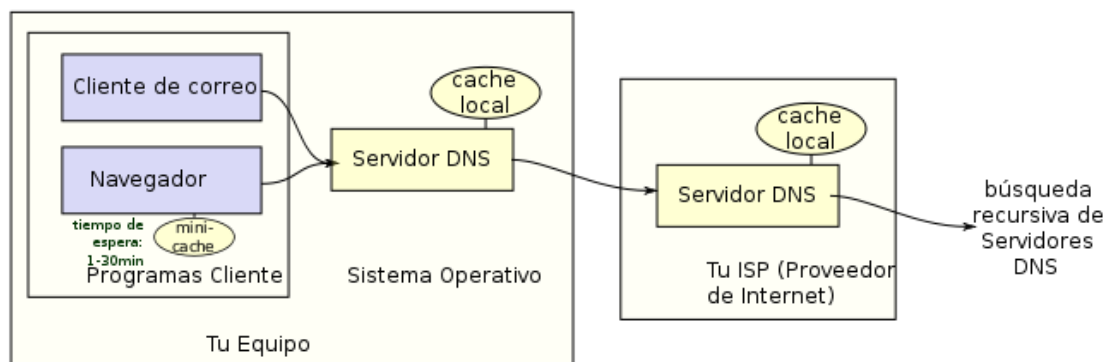 Cliente de correo
Navegador
tiempo de
espera:
1-30min
mini-
cache
Programas Cliente
cache
local
Servidor DNS
Sistema Operativo
Tu Equipo
cache
local
Servidor DNS
Tu ISP (Proveedor
de Internet)
búsqueda
recursiva de
Servidores
DNS